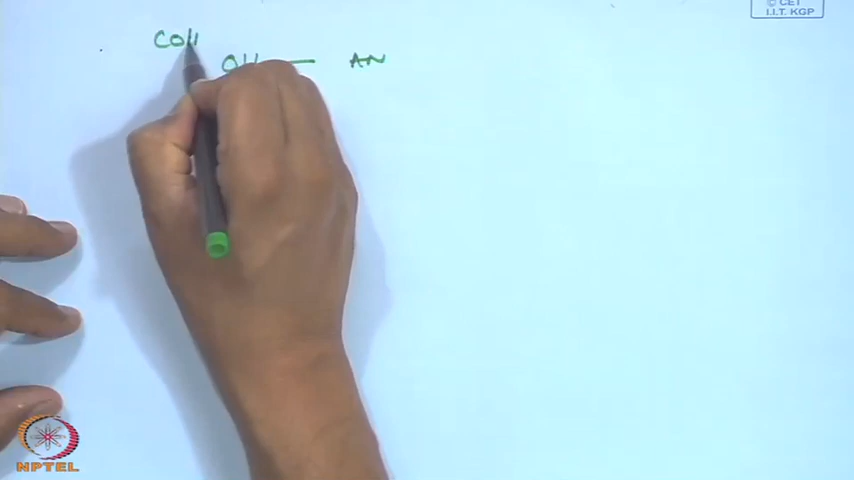 © CET
I.I.T. KGP
COH
AN
NPTEL